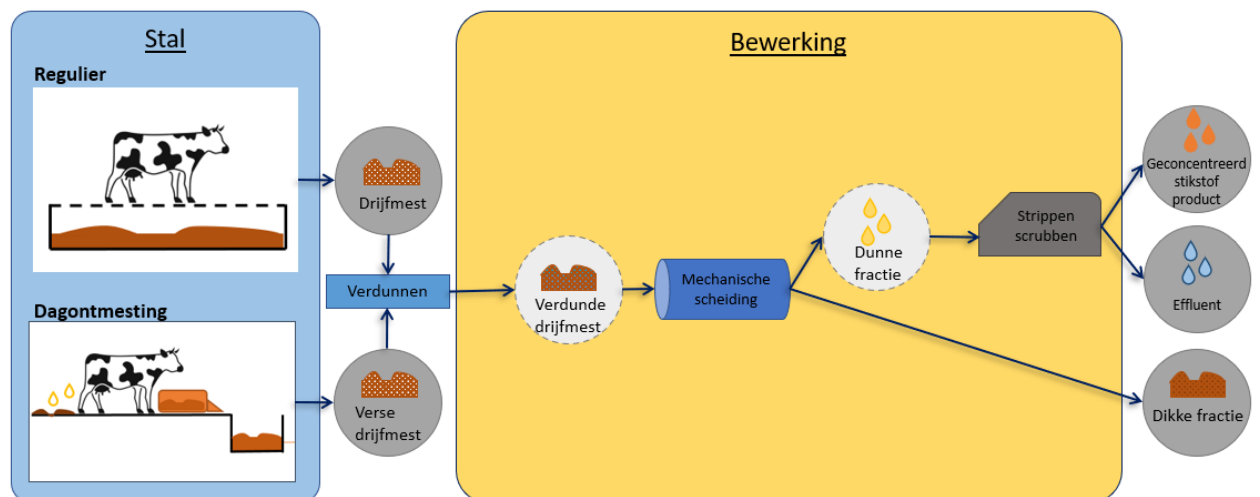 Stal
Regulier
Drijfmest
Verdunnen
Dagontmesting
Verse
drijfmest
Bewerking
Verdunde
drijfmest
Mechanische
scheiding
Dunne
fractie
Strippen
scrubben
Geconcentreerd
stikstof
product
Effluent
Dikke fractie